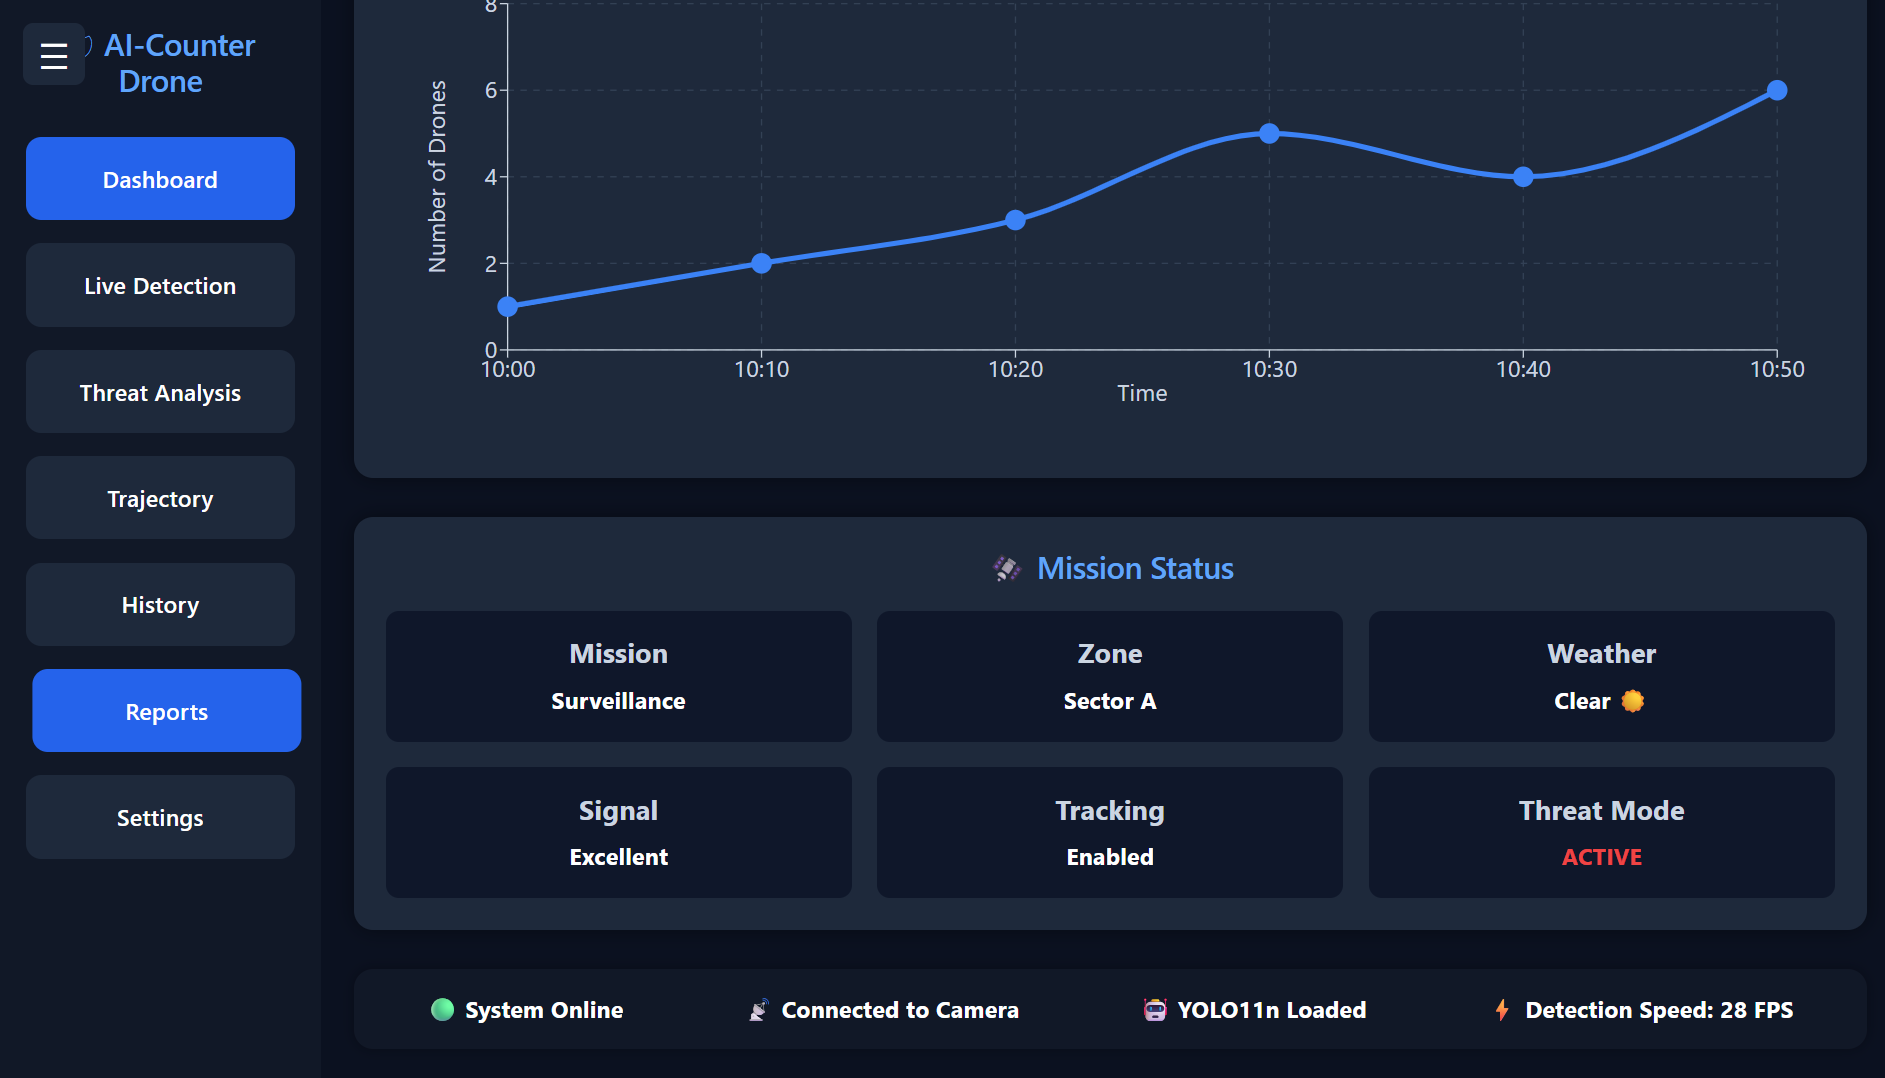 AI-Counter
Drone
Dashboard
Live Detection
Threat Analysis
Trajectory
History
Reports
Settings
8
6
4
2
0
Number of Drones
10:00 10:10 10:20 10:30 10:40 10:50
Time
Mission Status
Mission
Surveillance
Zone
Sector A
Weather
Clear
Signal
Excellent
Tracking
Enabled
Threat Mode
ACTIVE
System Online
Connected to Camera
YOLO11n Loaded
Detection Speed: 28 FPS